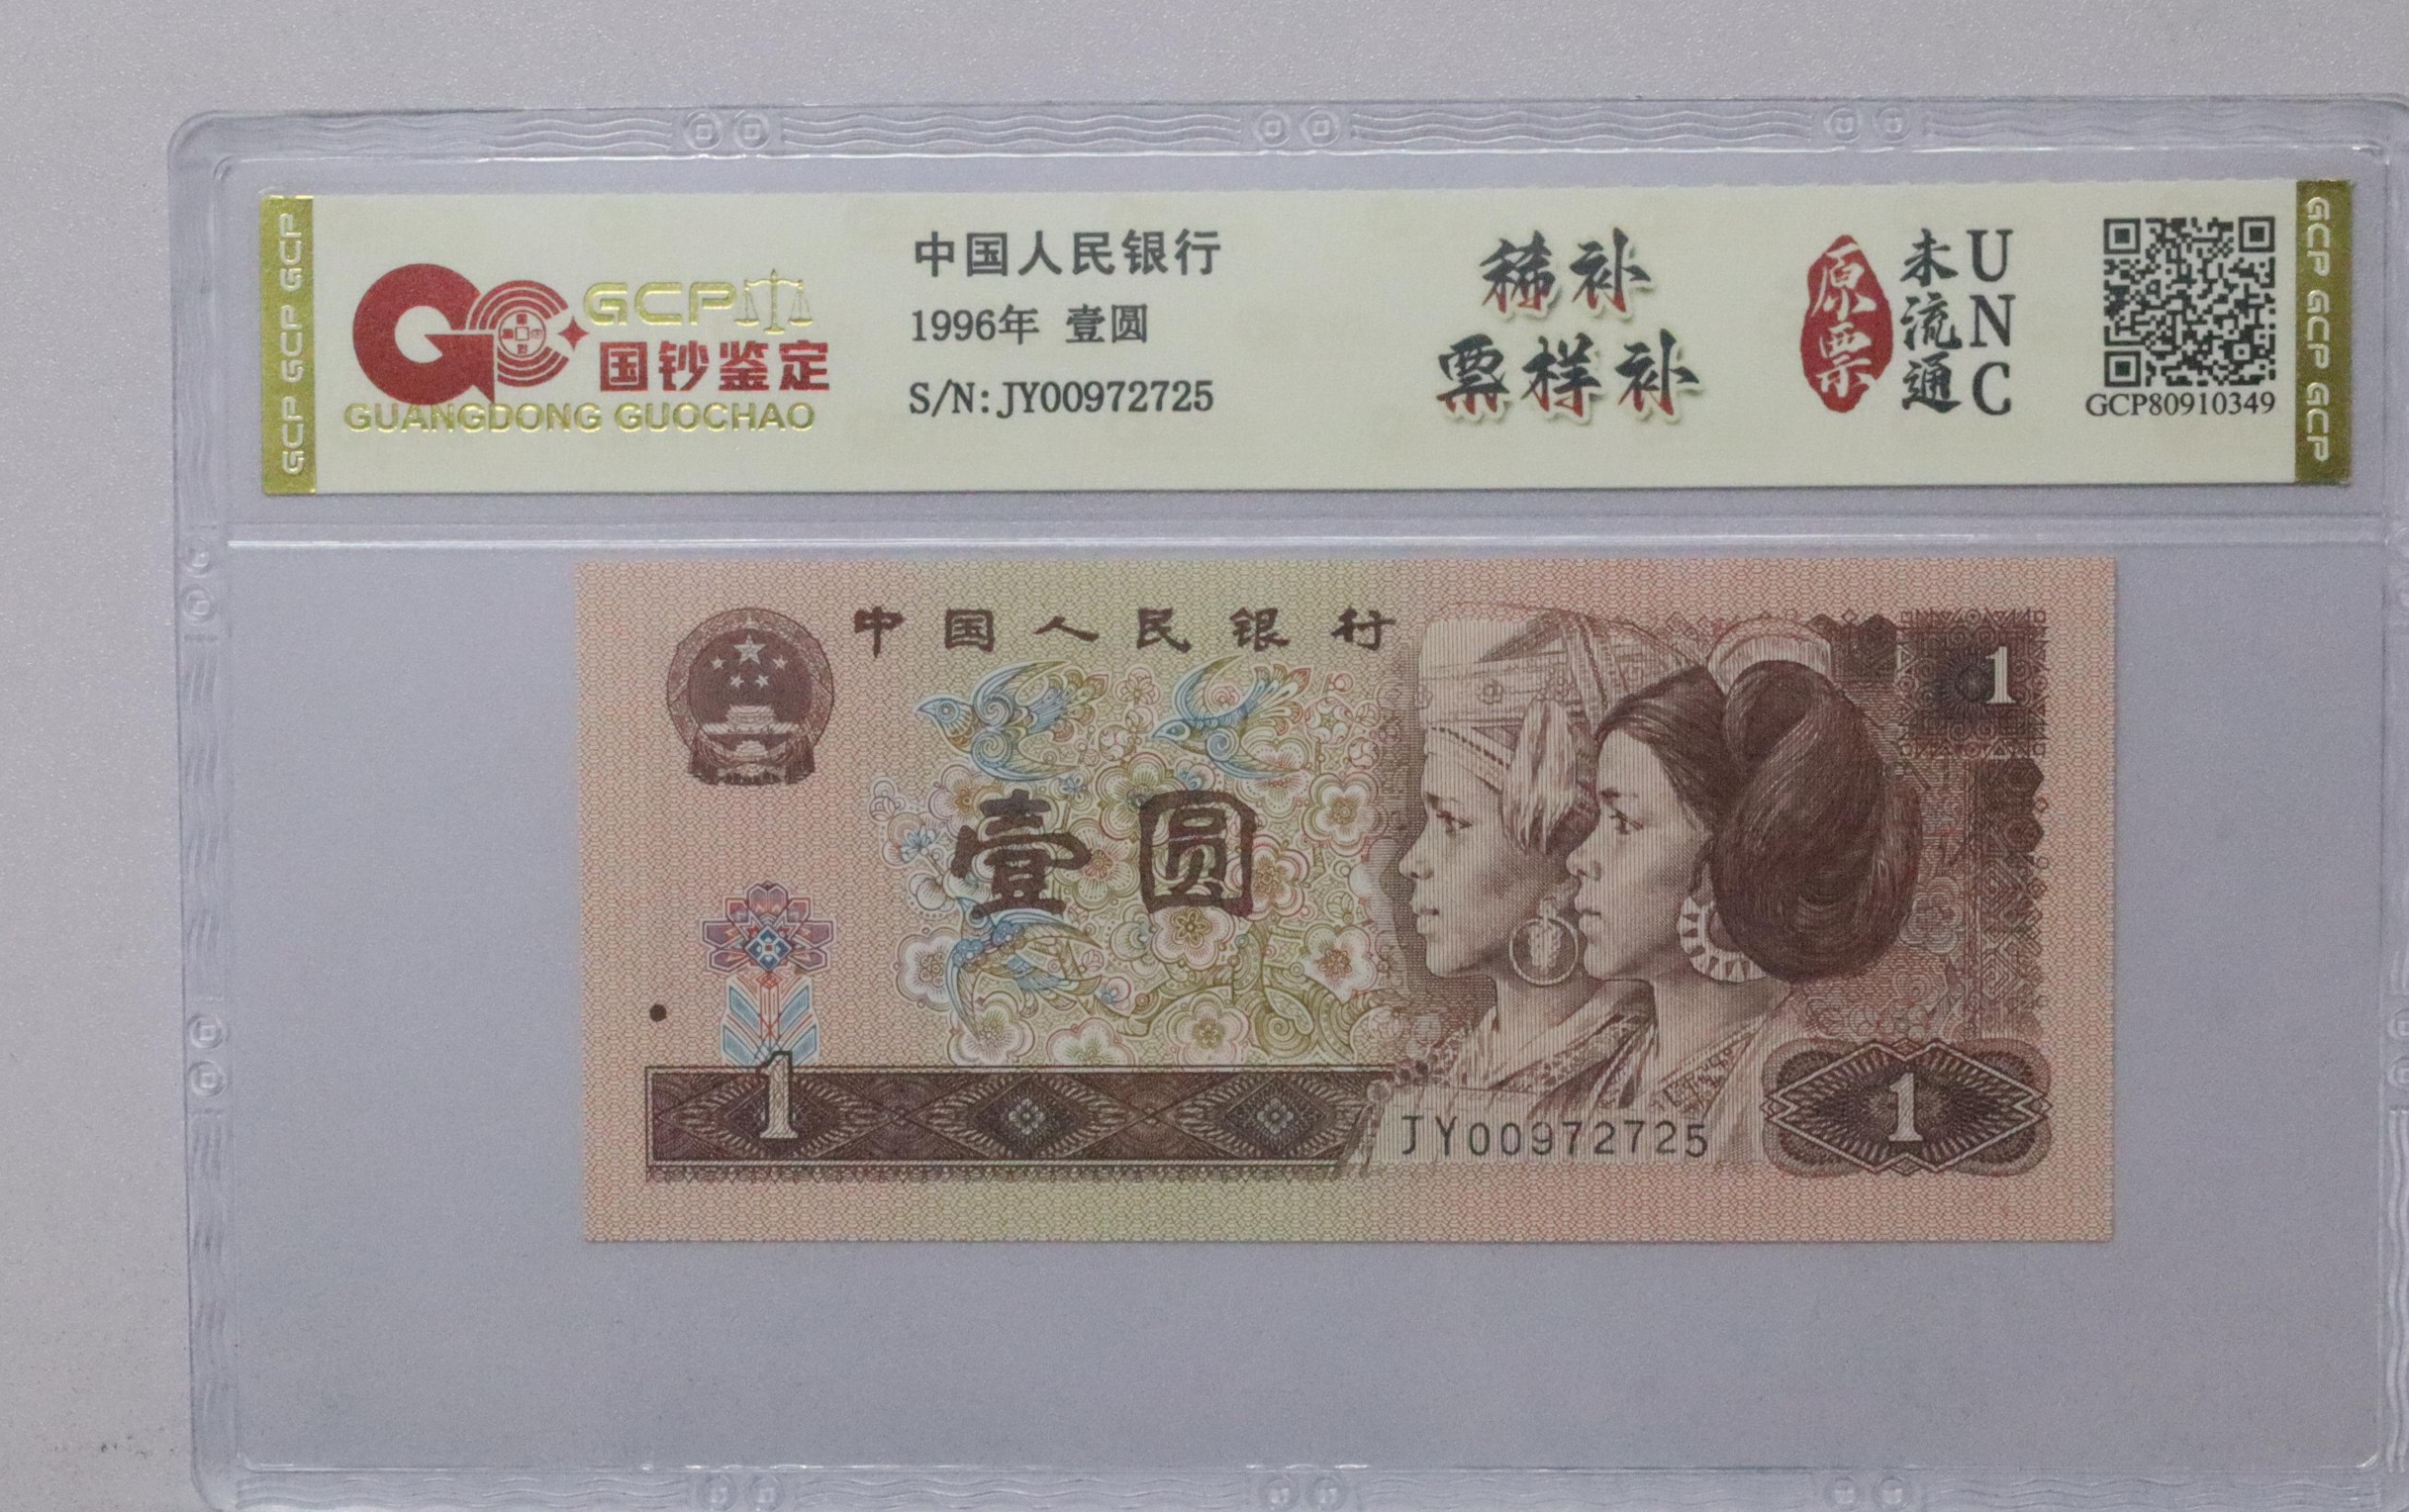 GCP GCP GCP
GCP
国钞鉴定
GUANGDONG GUOCHAO
中国人民银行
1996年 壹圆
S/N:JY00972725
稀补
票样补
原票
未流通
UNC
GCP80910349
GCP GCP GCP
中国人民银行
1
壹圆
1
JY00972725
1